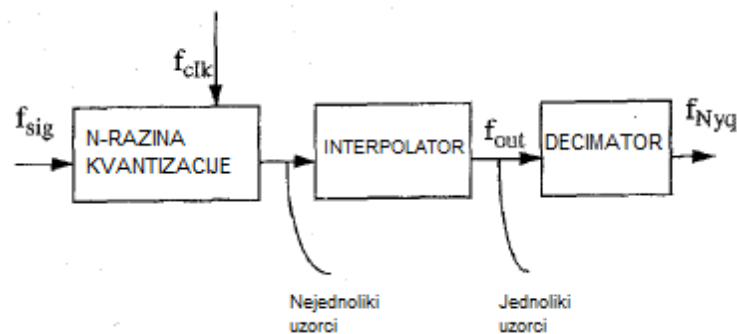 f_clk
f_sig
N-RAZINA
KVANTIZACIJE
INTERPOLATOR
f_out
DECIMATOR
f_Nyq
Nejednoliki
uzorci
Jednoliki
uzorci